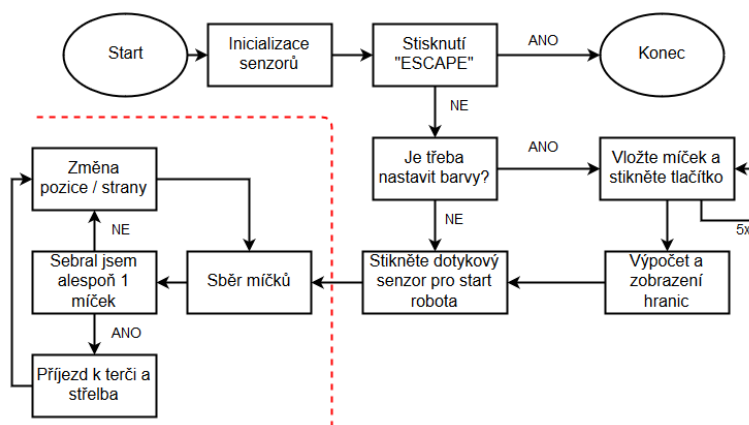 Start
Inicializace
senzorů
Stisknutí
"ESCAPE"
ANO
Konec
NE
Změna
pozice / strany
Je třeba
nastavit barvy?
ANO
Vložte míček a
stikněte tlačítko
NE
NE
5x
Sebral jsem
alespoň 1
míček
Sběr míčků
Stikněte dotykový
senzor pro start
robota
Výpočet a
zobrazení
hranic
ANO
Příjezd k terči a
střelba